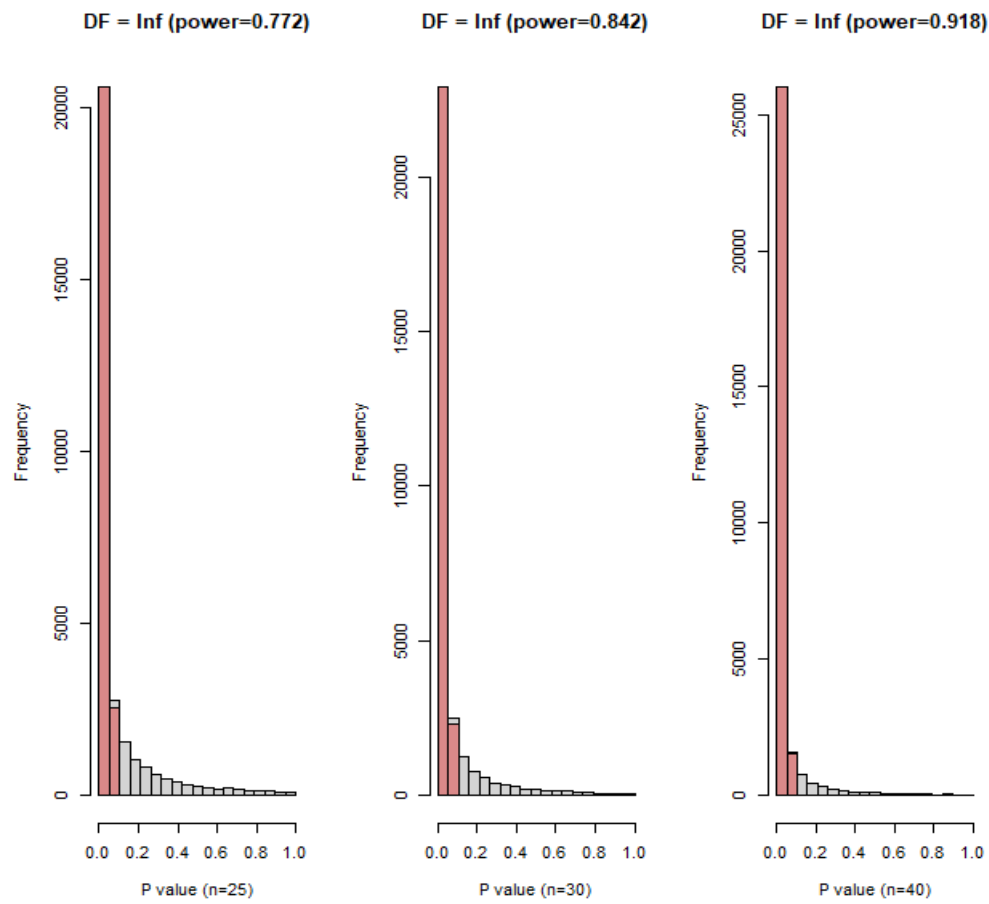 DF = Inf (power=0.772)
Frequency
0
5000
10000
15000
20000
0.0 0.2 0.4 0.6 0.8 1.0
P value (n=25)
DF = Inf (power=0.842)
Frequency
0
5000
10000
15000
20000
0.0 0.2 0.4 0.6 0.8 1.0
P value (n=30)
DF = Inf (power=0.918)
Frequency
0
5000
10000
15000
20000
25000
0.0 0.2 0.4 0.6 0.8 1.0
P value (n=40)